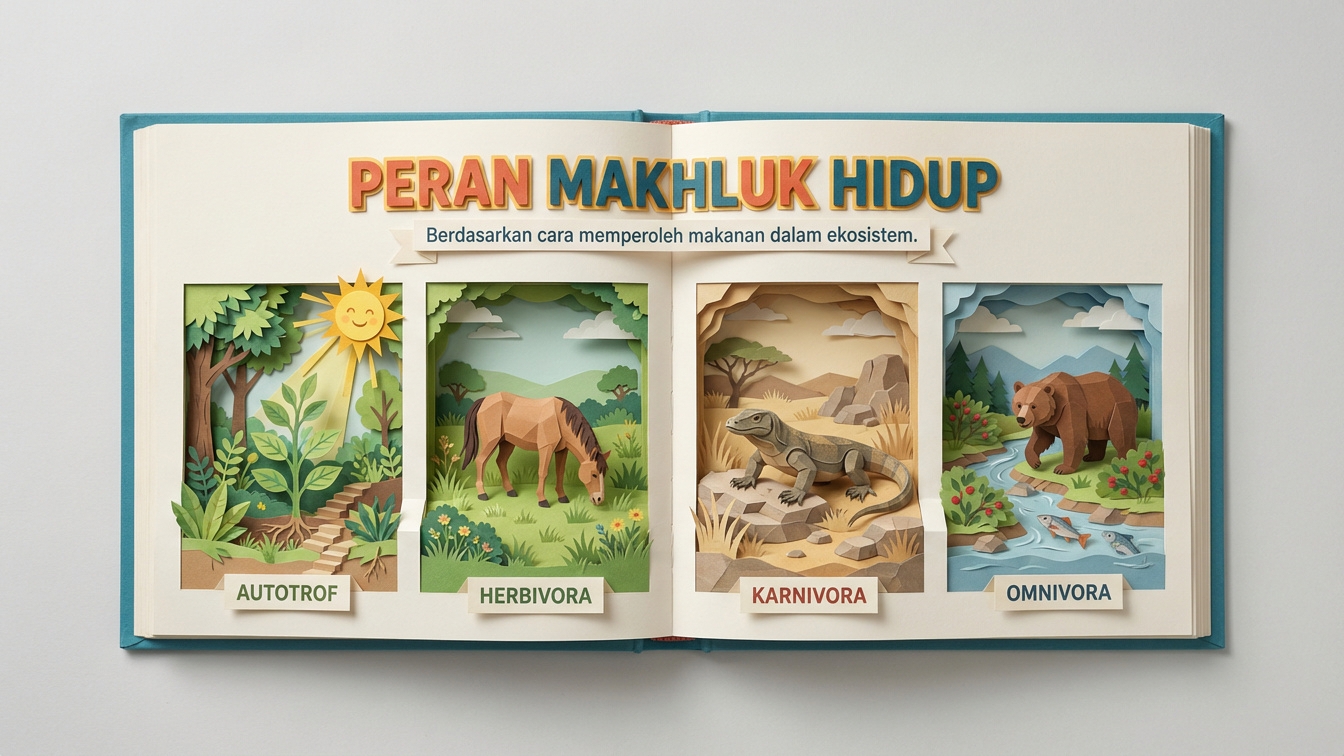 PERAN MAKHLUK HIDUP
Berdasarkan cara memperoleh makanan dalam ekosistem.
AUTOTROF
HERBIVORA
KARNIVORA
OMNIVORA